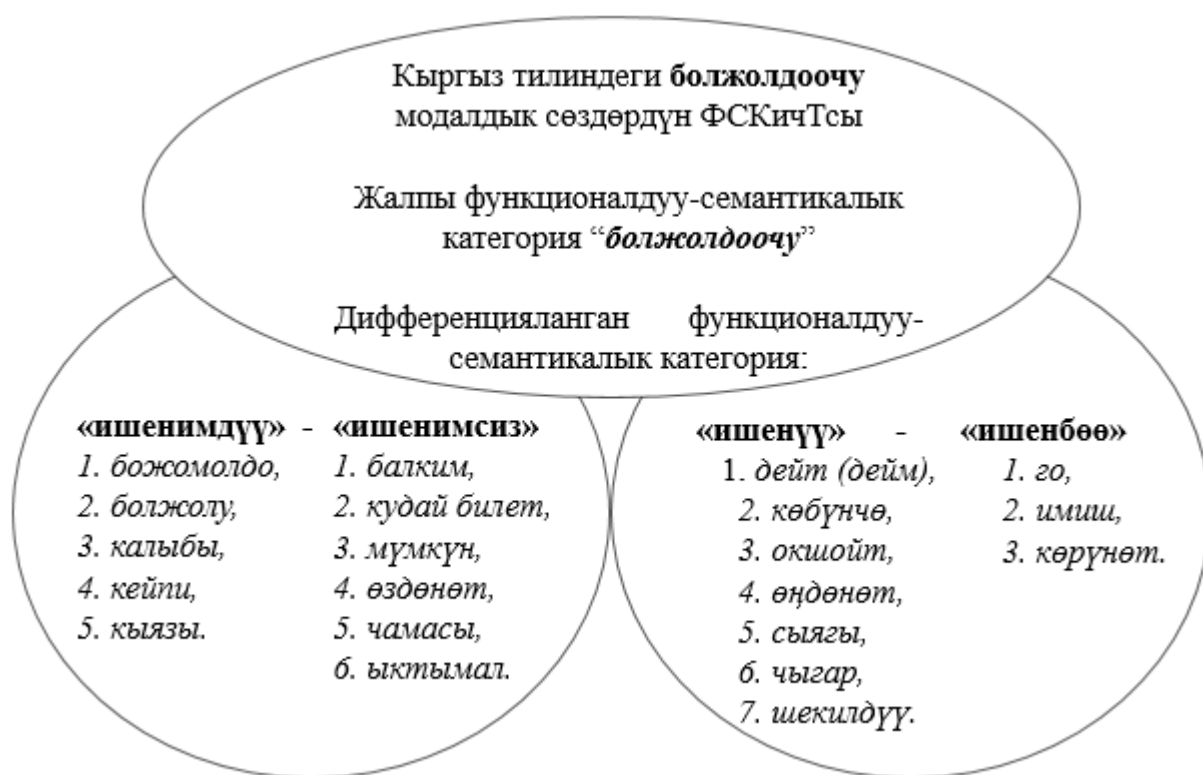 Кыргыз тилиндеги болжолдоочу
модалдык сөздөрдүн ФСКичТсы
Жалпы функционалдуу-семантикалык
категория “болжолдоочу”
Дифференцияланган функционалдуу-
семантикалык категория:
«ишенимдүү» - «ишенимсиз»
1. божомолдо,
2. болжолу,
3. калыбы,
4. кейпи,
5. кыязы.
1. балким,
2. кудай билет,
3. мүмкүн,
4. өздөнөт,
5. чамасы,
6. ыктымал.
«ишенүү» - «ишенбөө»
1. дейт (дейм),
2. көбүнчө,
3. окшойт,
4. өңдөнөт,
5. сыягы,
6. чыгар,
7. шекилдүү.
1. го,
2. имиш,
3. көрүнөт.